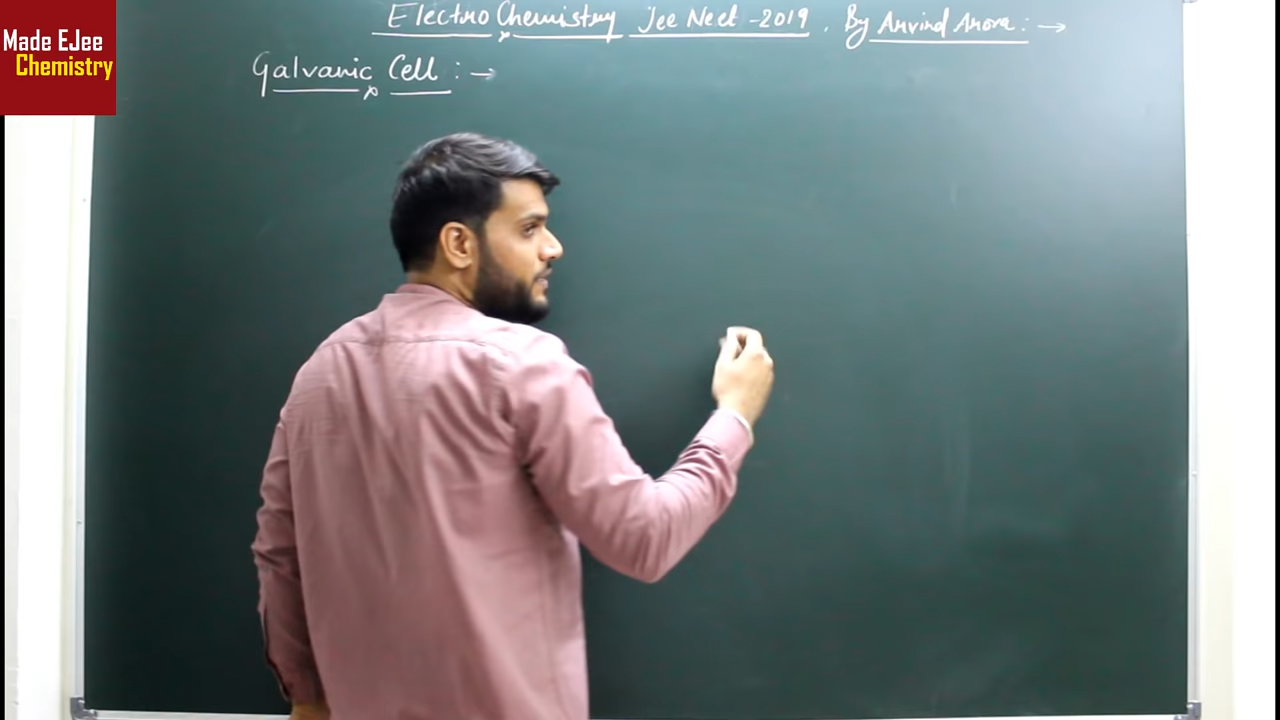 Made EJee
Chemistry
Electro Chemistry Jee Neet - 2019 . By Arvind Arora : →
Galvanic Cell : →